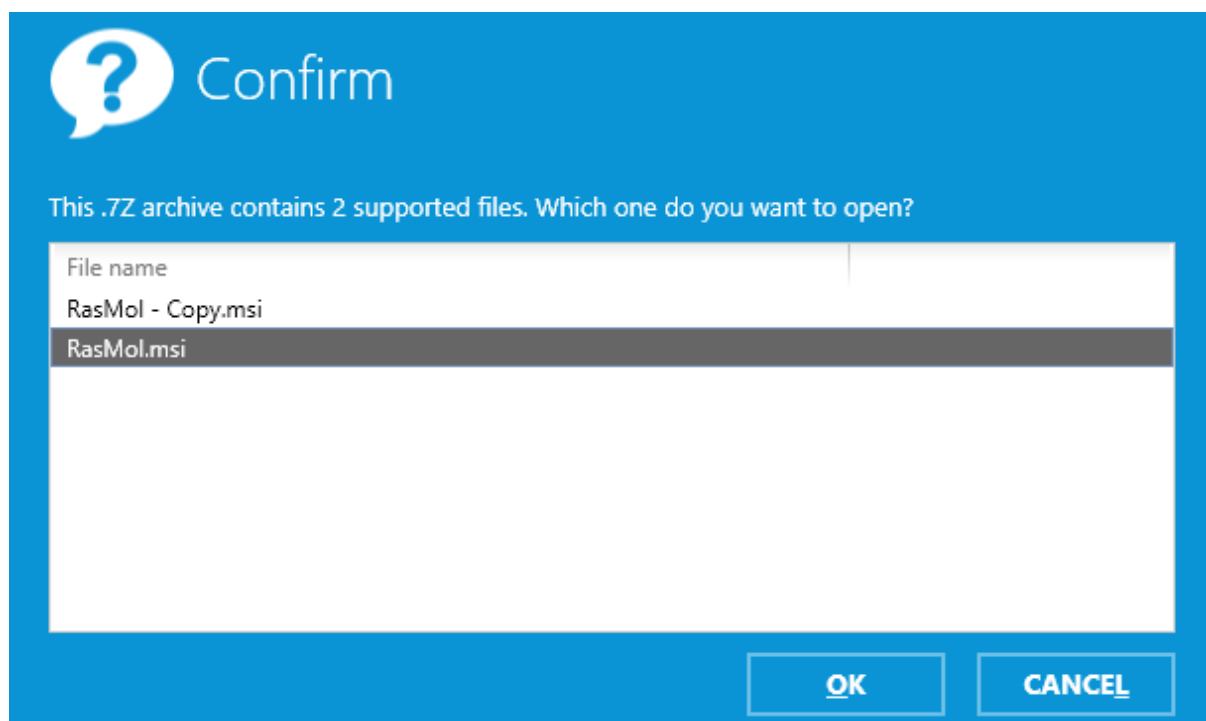 Confirm
This .7Z archive contains 2 supported files. Which one do you want to open?
File name
RasMol - Copy.msi
RasMol.msi
OK
CANCEL